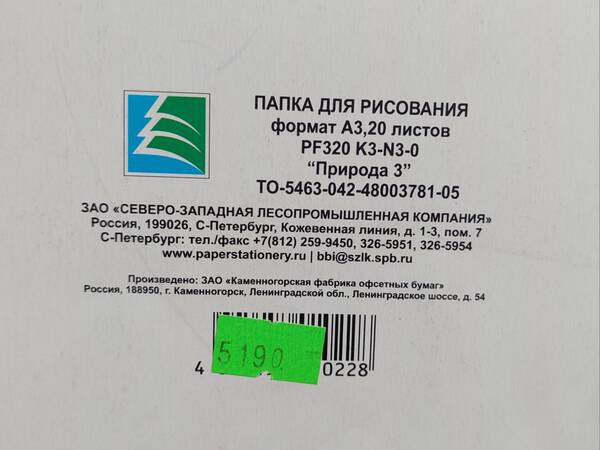 ПАПКА ДЛЯ РИСОВАНИЯ
формат А3,20 листов
PF320 K3-N3-0
“Природа 3”
ТО-5463-042-48003781-05
ЗАО «СЕВЕРО-ЗАПАДНАЯ ЛЕСОПРОМЫШЛЕННАЯ КОМПАНИЯ»
Россия, 199026, С-Петербург, Кожевенная линия, д. 1-3, пом. 7
С-Петербург: тел./факс +7(812) 259-9450, 326-5951, 326-5954
www.paperstationery.ru | bbi@szlk.spb.ru
Произведено: ЗАО «Каменногорская фабрика офсетных бумаг»
Россия, 188950, г. Каменногорск, Ленинградской обл., Ленинградское шоссе, д. 54
5190
4 0228